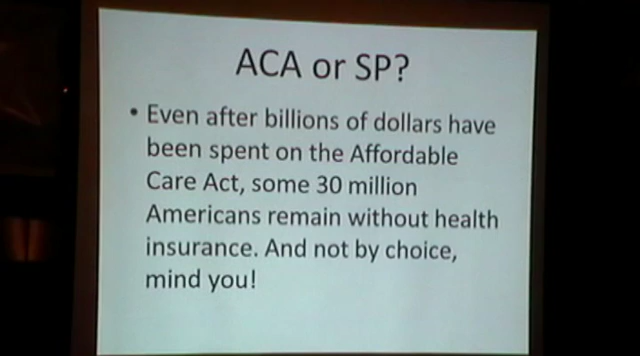 ACA or SP?
• Even after billions of dollars have
been spent on the Affordable
Care Act, some 30 million
Americans remain without health
insurance. And not by choice,
mind you!